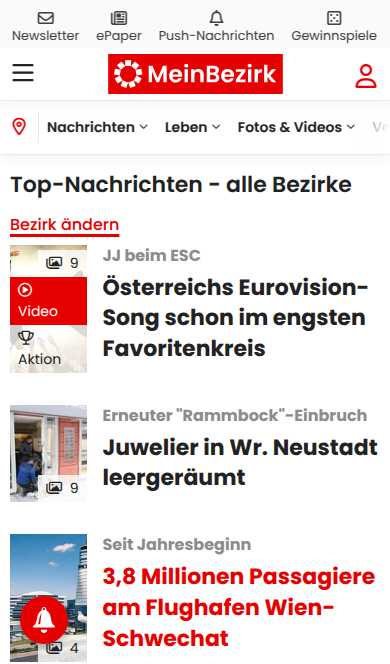 Newsletter ePaper Push-Nachrichten Gewinnspiele
MeinBezirk
Nachrichten Leben Fotos & Videos Ve
Top-Nachrichten - alle Bezirke
Bezirk ändern
9
Video
Aktion
JJ beim ESC
Österreichs Eurovision-
Song schon im engsten
Favoritenkreis
9
Erneuter "Rammbock"-Einbruch
Juwelier in Wr. Neustadt
leergeräumt
4
Seit Jahresbeginn
3,8 Millionen Passagiere
am Flughafen Wien-
Schwechat